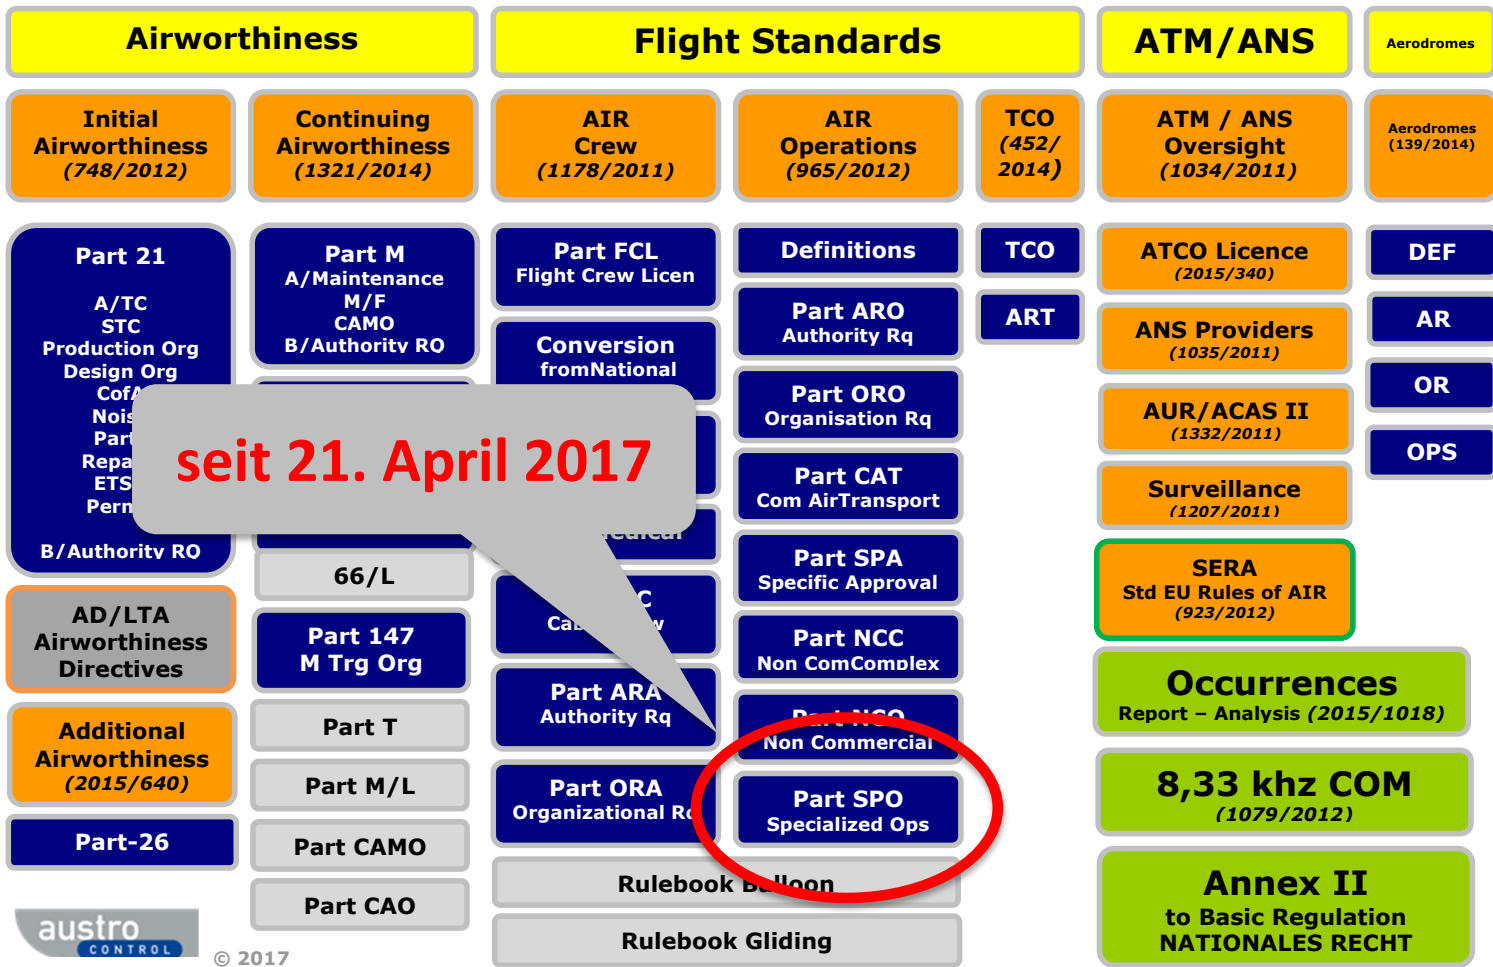 Airworthiness
Flight Standards
ATM/ANS
Aerodromes
Initial
Airworthiness
(748/2012)
Continuing
Airworthiness
(1321/2014)
AIR
Crew
(1178/2011)
AIR
Operations
(965/2012)
TCO
(452/
2014)
ATM / ANS
Oversight
(1034/2011)
Aerodromes
(139/2014)
Part 21
A/TC
STC
Production Org
Design Org
B/Authority RQ
AD/LTA
Airworthiness
Directives
Additional
Airworthiness
(2015/640)
Part-26
Part M
A/Maintenance
M/F
CAMO
B/Authority RQ
66/L
Part 147
M Trg Org
Part T
Part M/L
Part CAMO
Part CAO
Part FCL
Flight Crew Licen
Conversion
fromNational
seit 21. April 2017
Part ARA
Authority Rq
Part ORA
Organizational Rq
Definitions
Part ARO
Authority Rq
Part ORO
Organisation Rq
Part CAT
Com AirTransport
Part SPA
Specific Approval
Part NCC
Non ComComplex
Part NCO
Non Commercial
Part SPO
Specialized Ops
Rulebook Balloon
Rulebook Gliding
TCO
ART
ATCO Licence
(2015/340)
ANS Providers
(1035/2011)
AUR/ACAS II
(1332/2011)
Surveillance
(1207/2011)
SERA
Std EU Rules of AIR
(923/2012)
Occurrences
Report – Analysis (2015/1018)
8,33 khz COM
(1079/2012)
Annex II
to Basic Regulation
NATIONALES RECHT
DEF
AR
OR
OPS
austro
CONTROL
© 2017